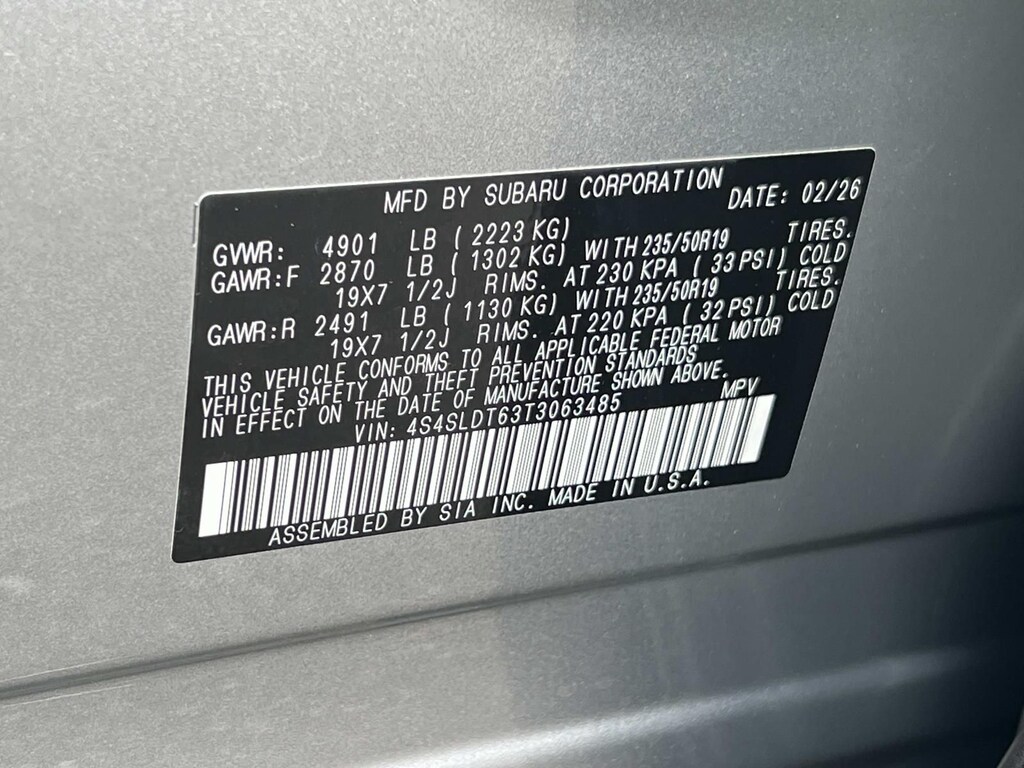 MFD BY SUBARU CORPORATION DATE: 02/26
GVWR: 4901 LB ( 2223 KG)
GAWR:F 2870 LB ( 1302 KG) WITH 235/50R19 TIRES.
19X7 1/2J RIMS. AT 230 KPA ( 33 PSI) COLD
GAWR:R 2491 LB ( 1130 KG) WITH 235/50R19 TIRES.
19X7 1/2J RIMS. AT 220 KPA ( 32 PSI) COLD
THIS VEHICLE CONFORMS TO ALL APPLICABLE FEDERAL MOTOR
VEHICLE SAFETY AND THEFT PREVENTION STANDARDS
IN EFFECT ON THE DATE OF MANUFACTURE SHOWN ABOVE.
VIN: 4S4SLDT63T3063485 MPV
ASSEMBLED BY SIA INC. MADE IN U.S.A.